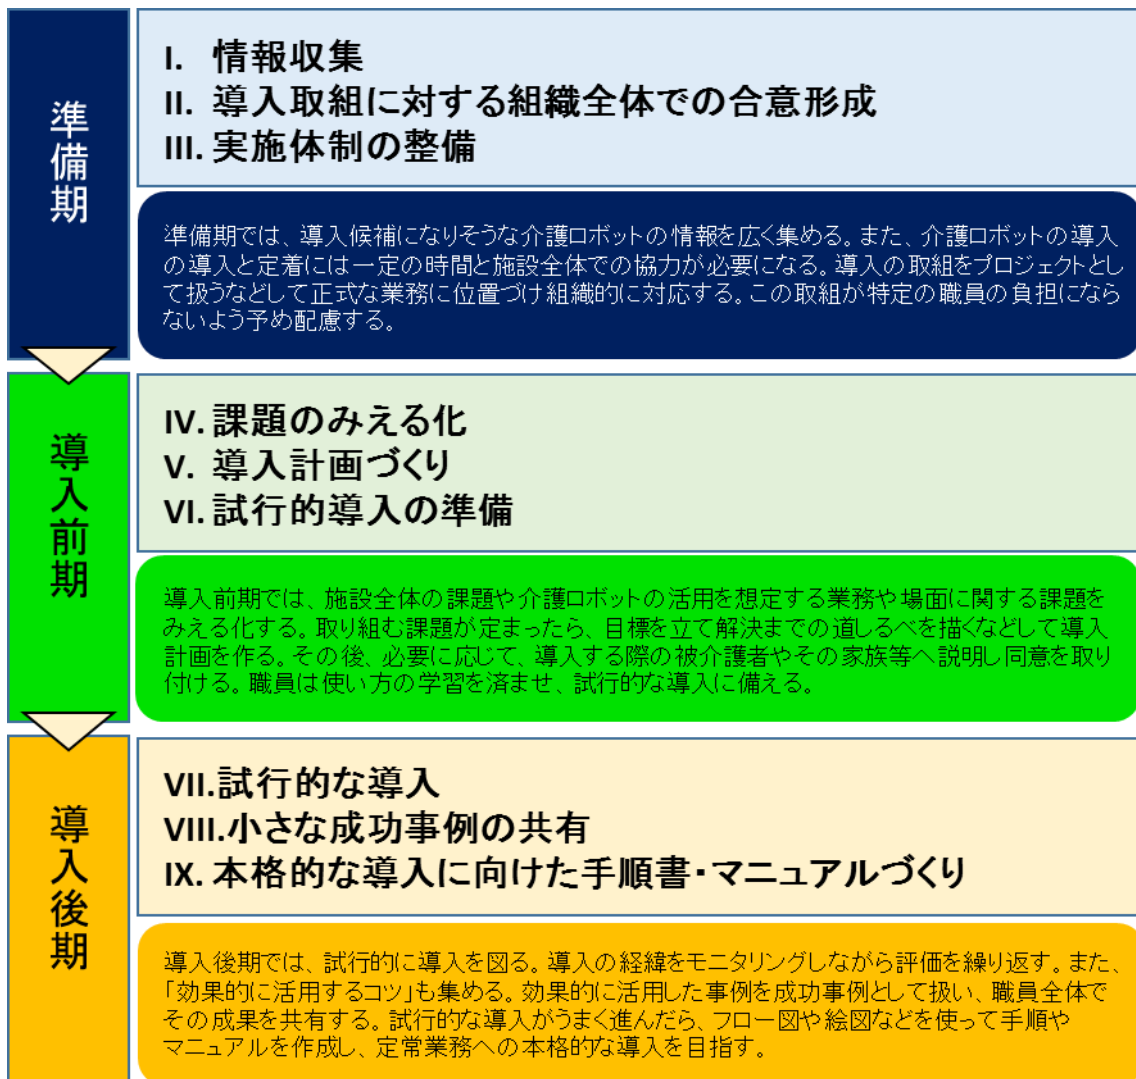 準備期
I. 情報収集
II. 導入取組に対する組織全体での合意形成
III. 実施体制の整備
準備期では、導入候補になりそうな介護ロボットの情報を広く集める。また、介護ロボットの導入
の導入と定着には一定の時間と施設全体での協力が必要になる。導入の取組をプロジェクトとし
て扱うなどして正式な業務に位置づけ組織的に対応する。この取組が特定の職員の負担になら
ないよう予め配慮する。
導入前期
IV. 課題のみえる化
V. 導入計画づくり
VI. 試行的導入の準備
導入前期では、施設全体の課題や介護ロボットの活用を想定する業務や場面に関する課題を
みえる化する。取り組む課題が定まったら、目標を立て解決までの道しるべを描くなどして導入
計画を作る。その後、必要に応じて、導入する際の被介護者やその家族等へ説明し同意を取り
付ける。職員は使い方の学習を済ませ、試行的な導入に備える。
導入後期
VII.試行的な導入
VIII.小さな成功事例の共有
IX. 本格的な導入に向けた手順書・マニュアルづくり
導入後期では、試行的に導入を図る。導入の経緯をモニタリングしながら評価を繰り返す。また、
「効果的に活用するコツ」も集める。効果的に活用した事例を成功事例として扱い、職員全体で
その成果を共有する。試行的な導入がうまく進んだら、フロー図や絵図などを使って手順や
マニュアルを作成し、定常業務への本格的な導入を目指す。